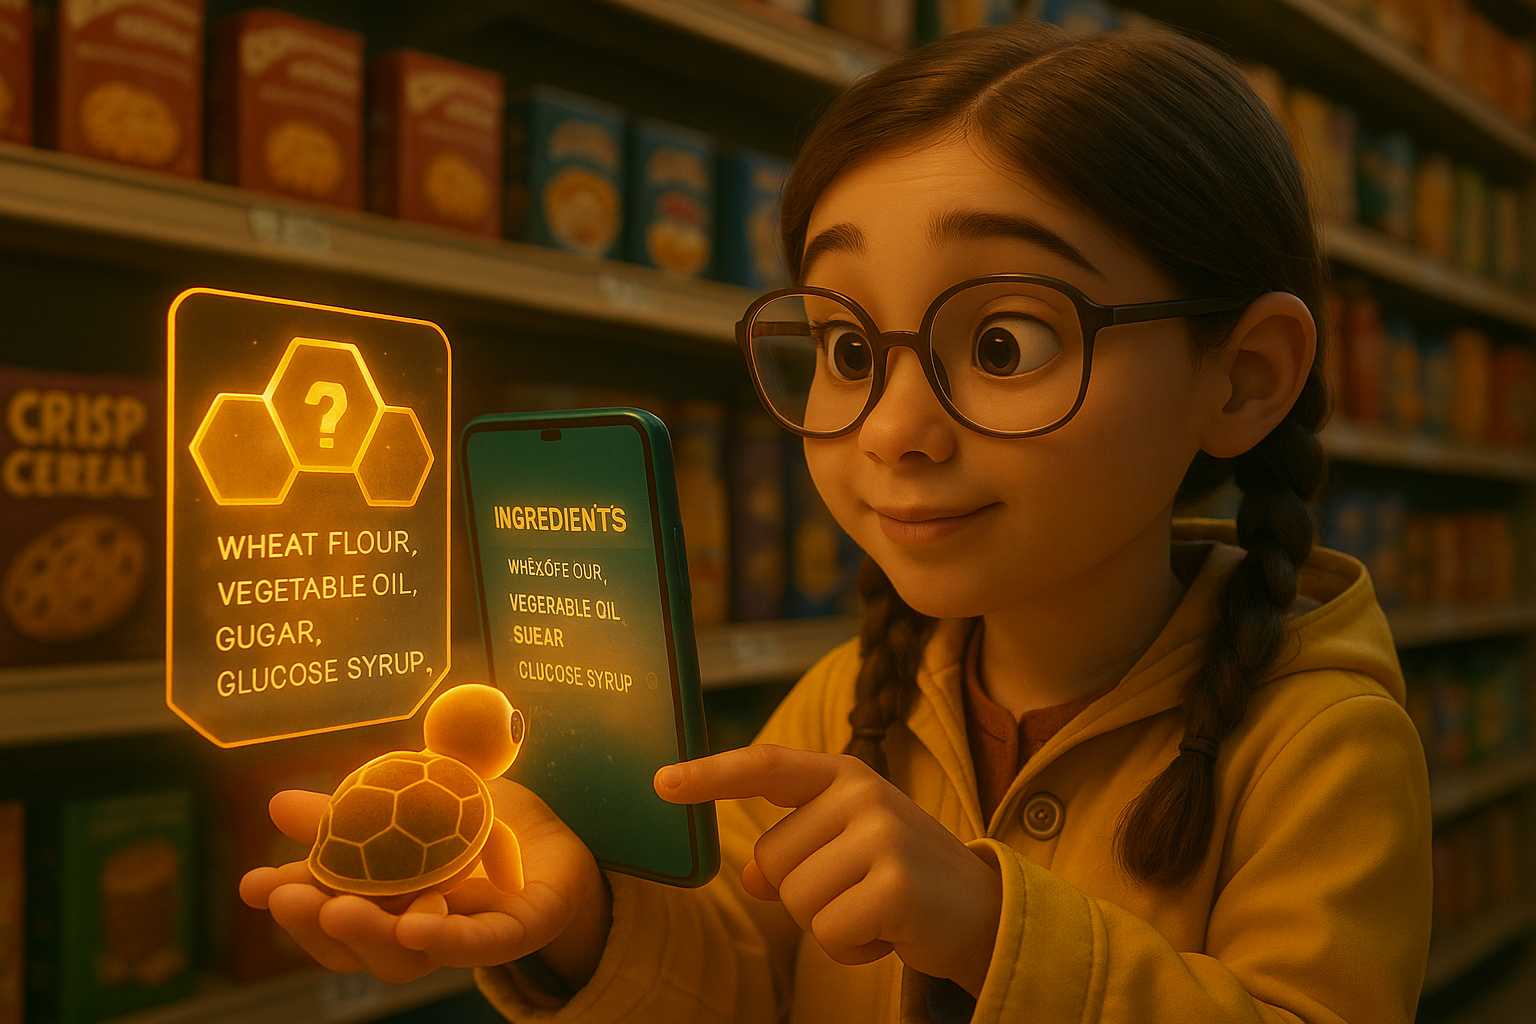 CRISP
CEREAL
?
WHEAT FLOUR,
VEGETABLE OIL,
GUGAR,
GLUCOSE SYRUP,
INGREDIENTS
VEGERABLE OIL
SUEAR
CLUCOSE SYRUP